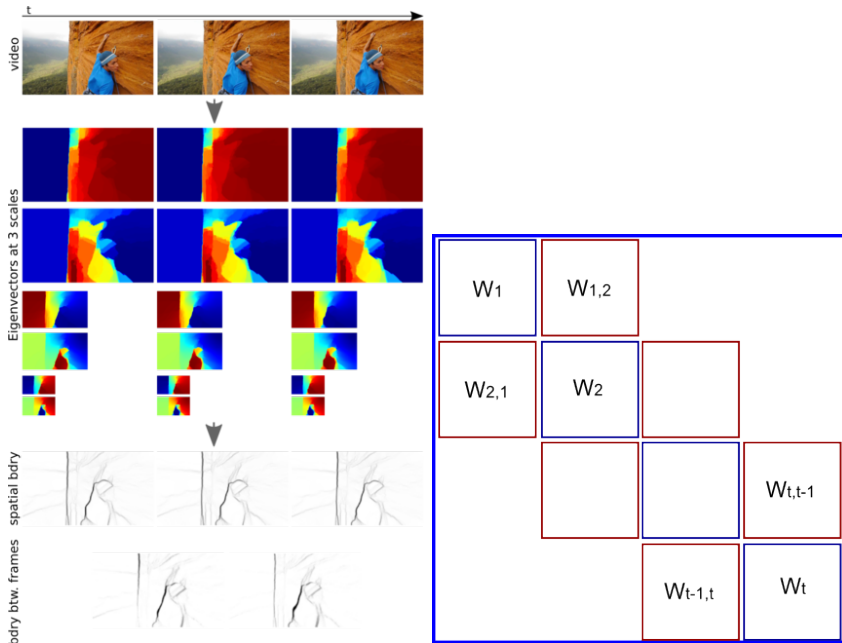 t
video
Eigenvectors at 3 scales
spatial bdry
bdry btw. frames
W1
W1,2
W2,1
W2
Wt,t-1
Wt-1,t
Wt